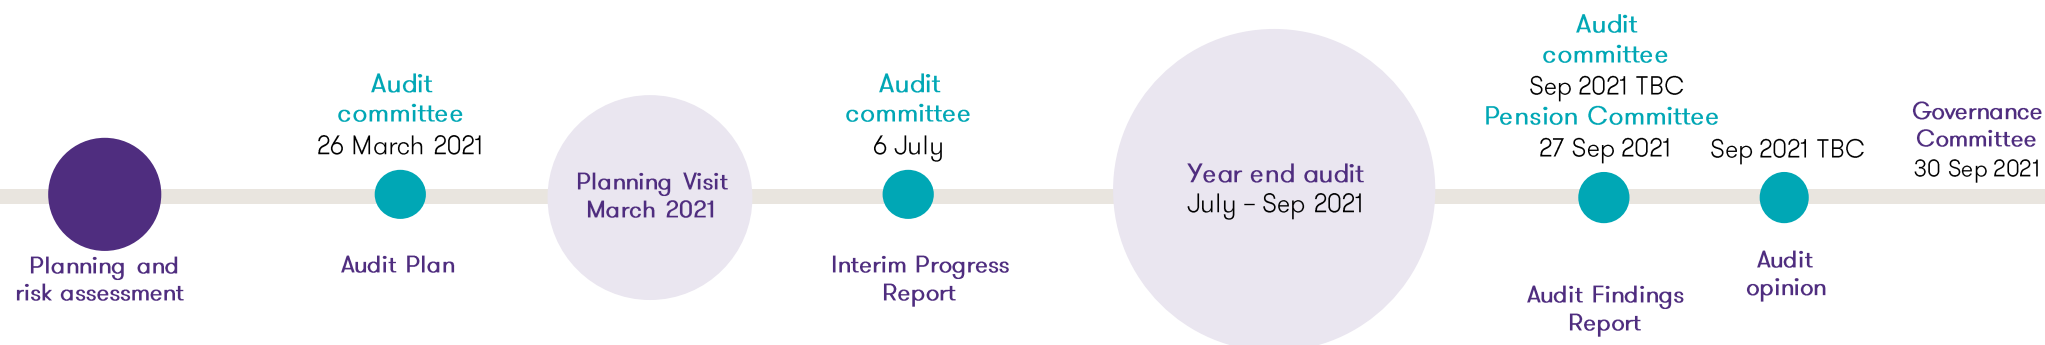 Planning and
risk assessment
Audit
committee
26 March 2021
Audit Plan
Planning Visit
March 2021
Audit
committee
6 July
Interim Progress
Report
Year end audit
July – Sep 2021
Audit
committee
Sep 2021 TBC
Pension Committee
27 Sep 2021
Audit Findings
Report
Sep 2021 TBC
Audit
opinion
Governance
Committee
30 Sep 2021